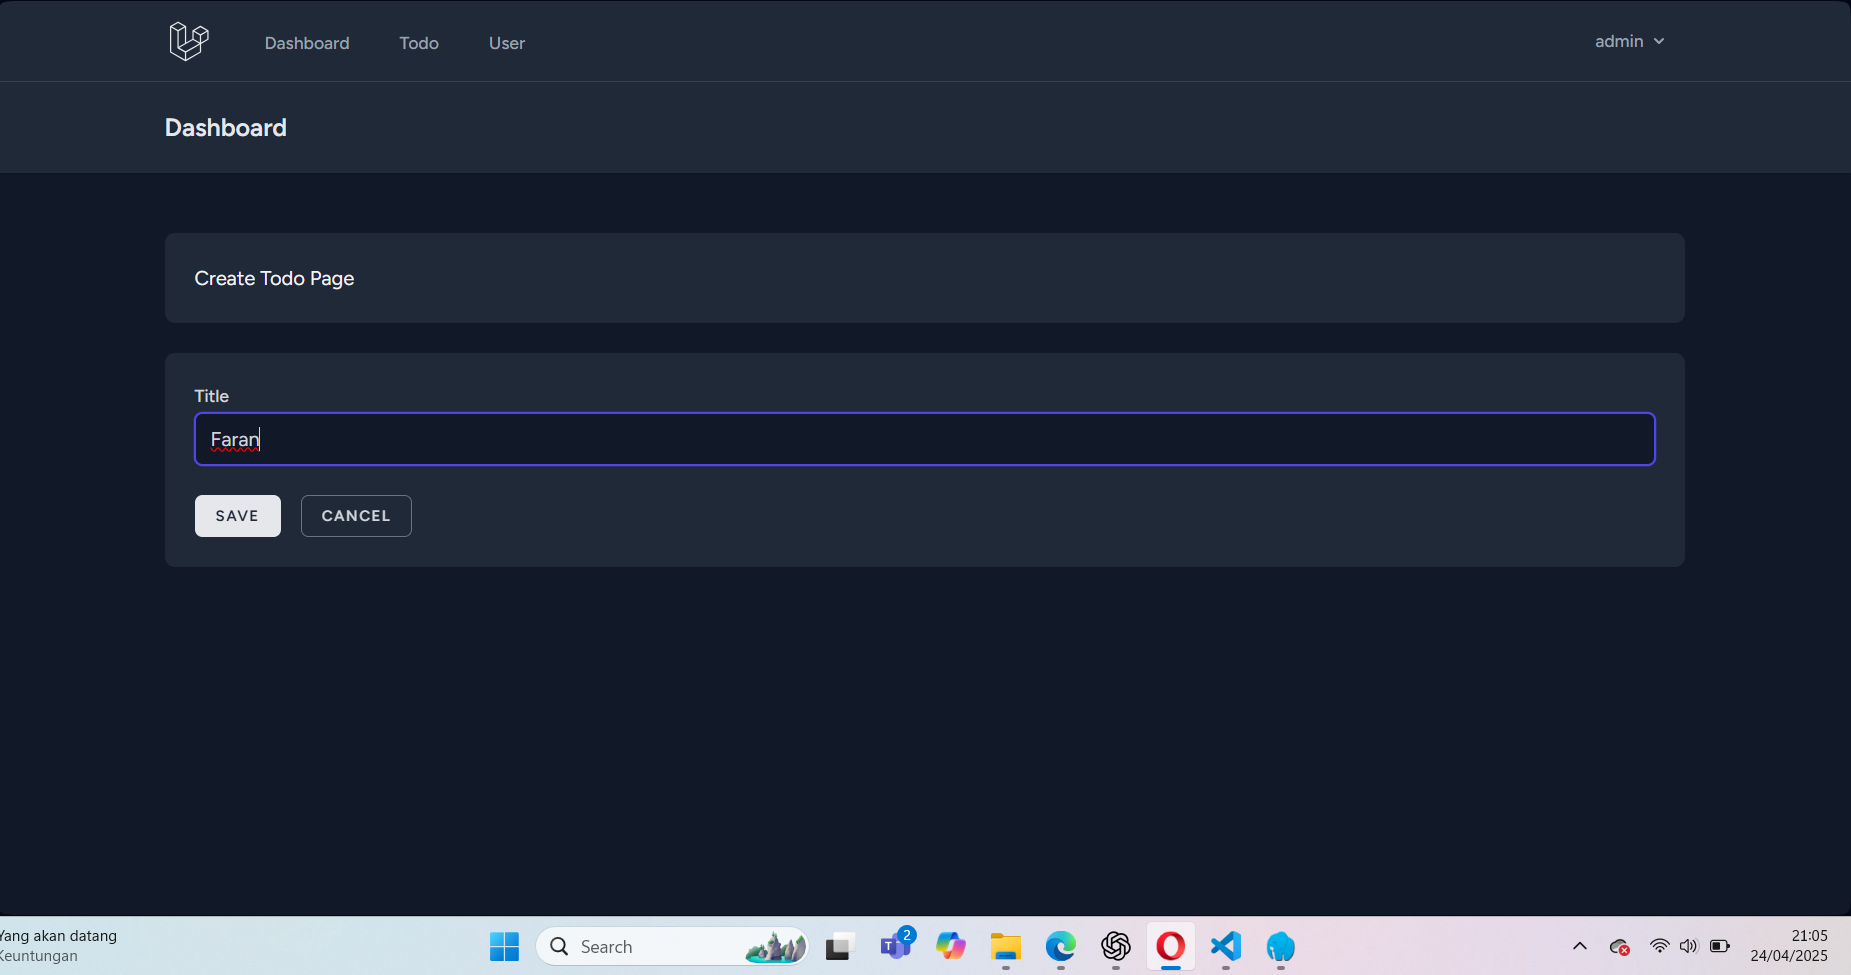 Dashboard Todo User admin
Dashboard
Create Todo Page
Title
Faran
SAVE CANCEL
Yang akan datang
Keuntungan
Search
T
2
21:05
24/04/2025